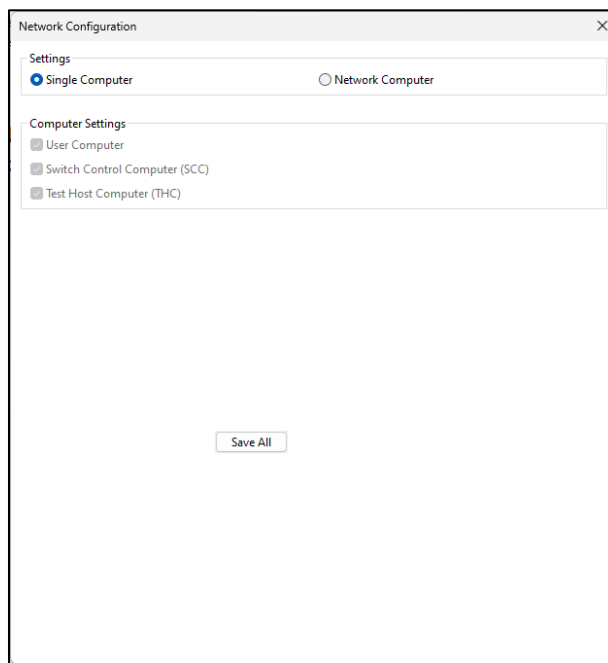 Network Configuration
Settings
Single Computer
Network Computer
Computer Settings
User Computer
Switch Control Computer (SCC)
Test Host Computer (THC)
Save All